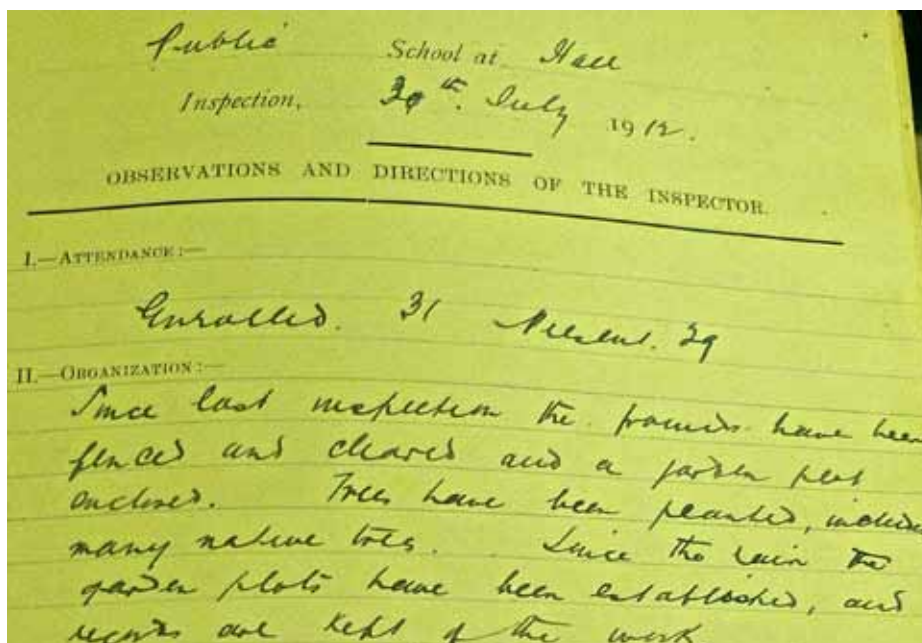 Public School at Hall
Inspection, 30th July 1912.
OBSERVATIONS AND DIRECTIONS OF THE INSPECTOR.
I.—ATTENDANCE:—
Enrolled. 31 Present. 29
II.—ORGANIZATION:—
Since last inspection the grounds have been
fenced and cleared and a garden plot
enclosed. Trees have been planted,
many native trees. Since the rain the
garden plots have been established, and
records are kept of the work